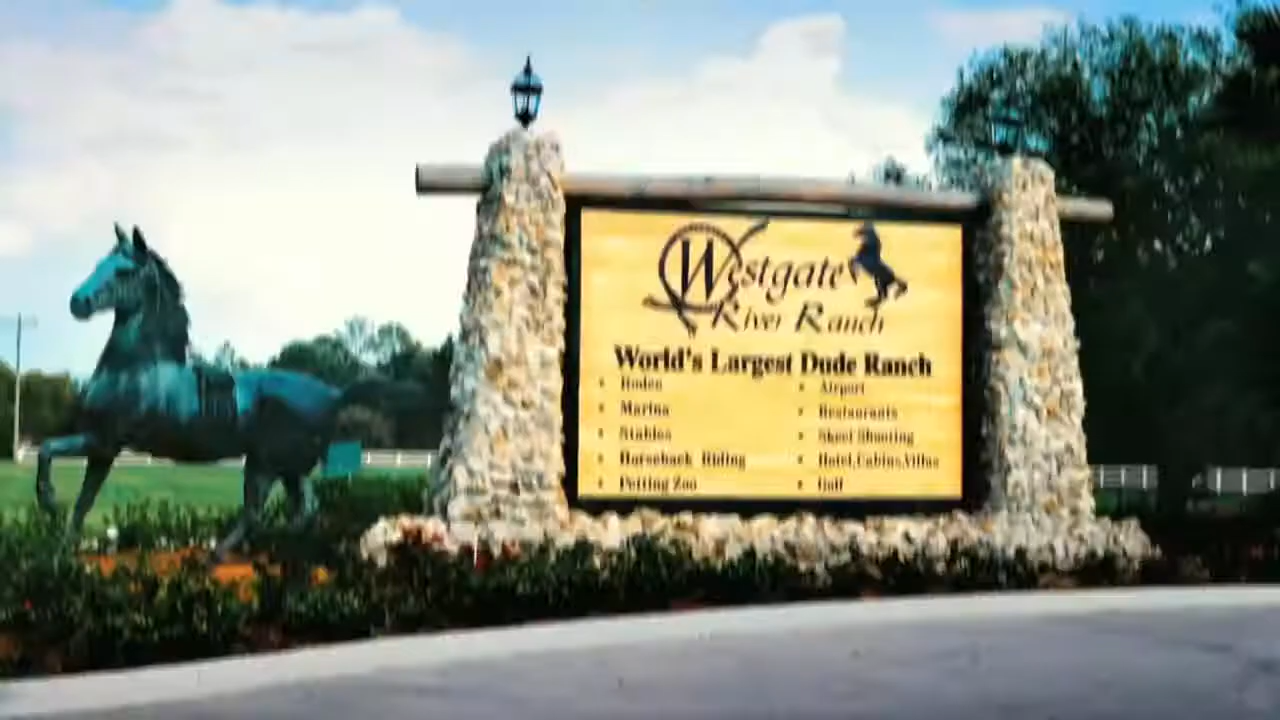 Westgate
River Ranch
World's Largest Dude Ranch
• Rodeo
• Marina
• Stables
• Horseback Riding
• Petting Zoo
• Airport
• Restaurants
• Skeet Shooting
• Hotel,Cabins,Villas
• Golf